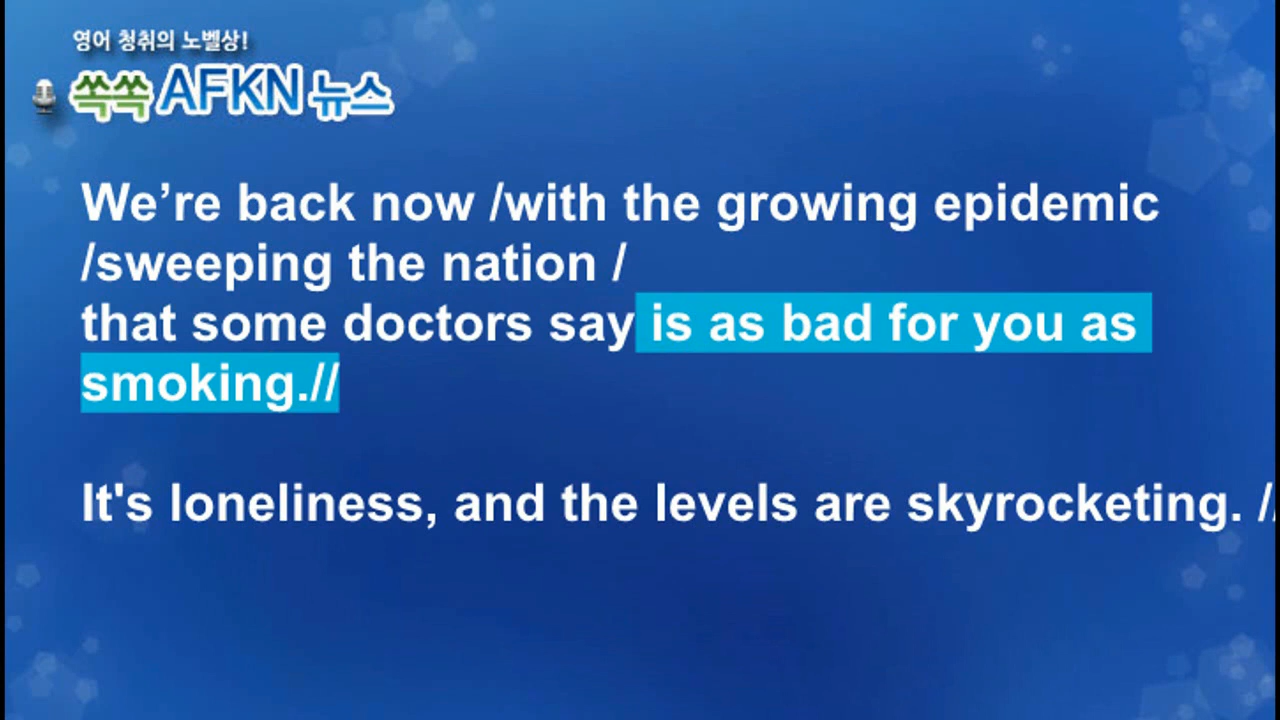 영어 청취의 노벨상!
쏙쏙 AFKN 뉴스
We’re back now /with the growing epidemic
/sweeping the nation /
that some doctors say is as bad for you as
smoking.//
It's loneliness, and the levels are skyrocketing. //